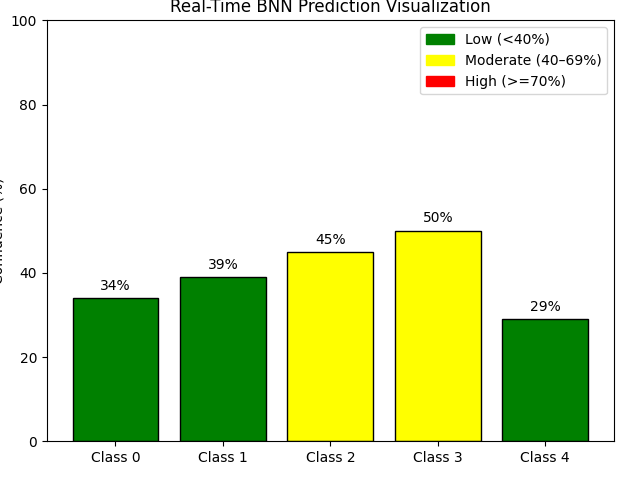 Real-Time BNN Prediction Visualization
Low (<40%)
Moderate (40–69%)
High (>=70%)
100
80
60
40
20
0
Confidence (%)
34%
39%
45%
50%
29%
Class 0
Class 1
Class 2
Class 3
Class 4